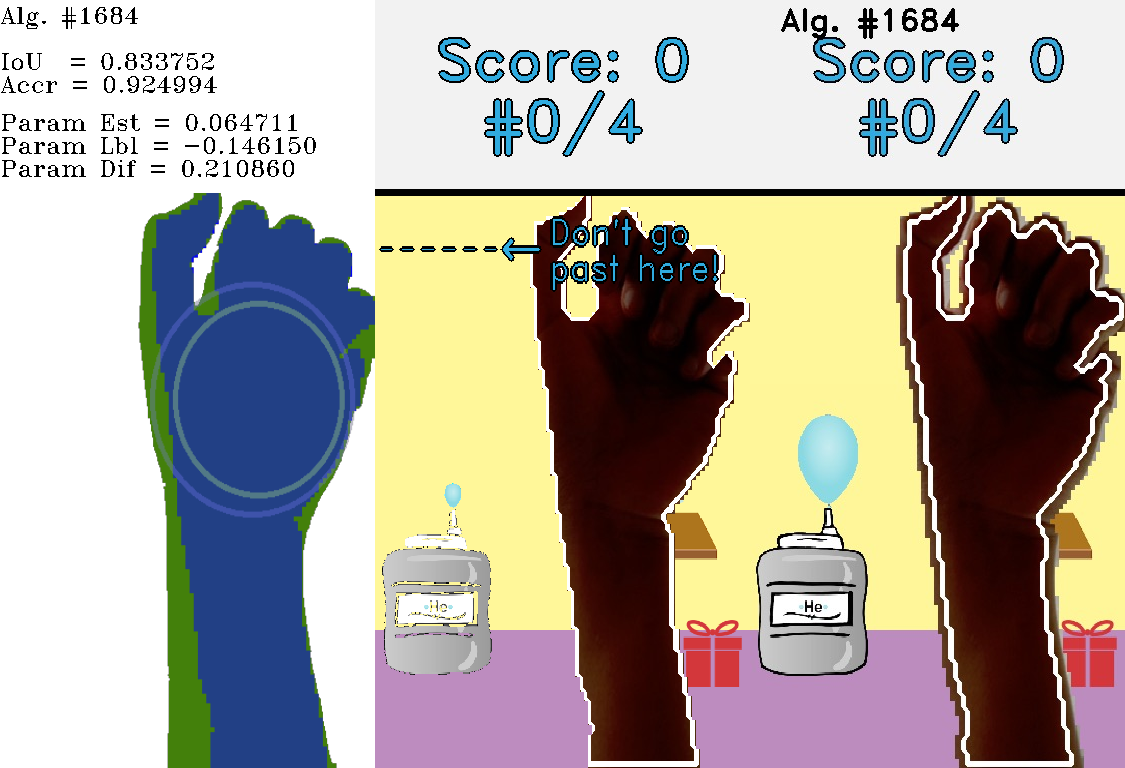 Alg. #1684
IoU = 0.833752
Accr = 0.924994
Param Est = 0.064711
Param Lbl = −0.146150
Param Dif = 0.210860
Score: 0
#0/4
Don't go
past here!
He
Alg. #1684
Score: 0
#0/4
He